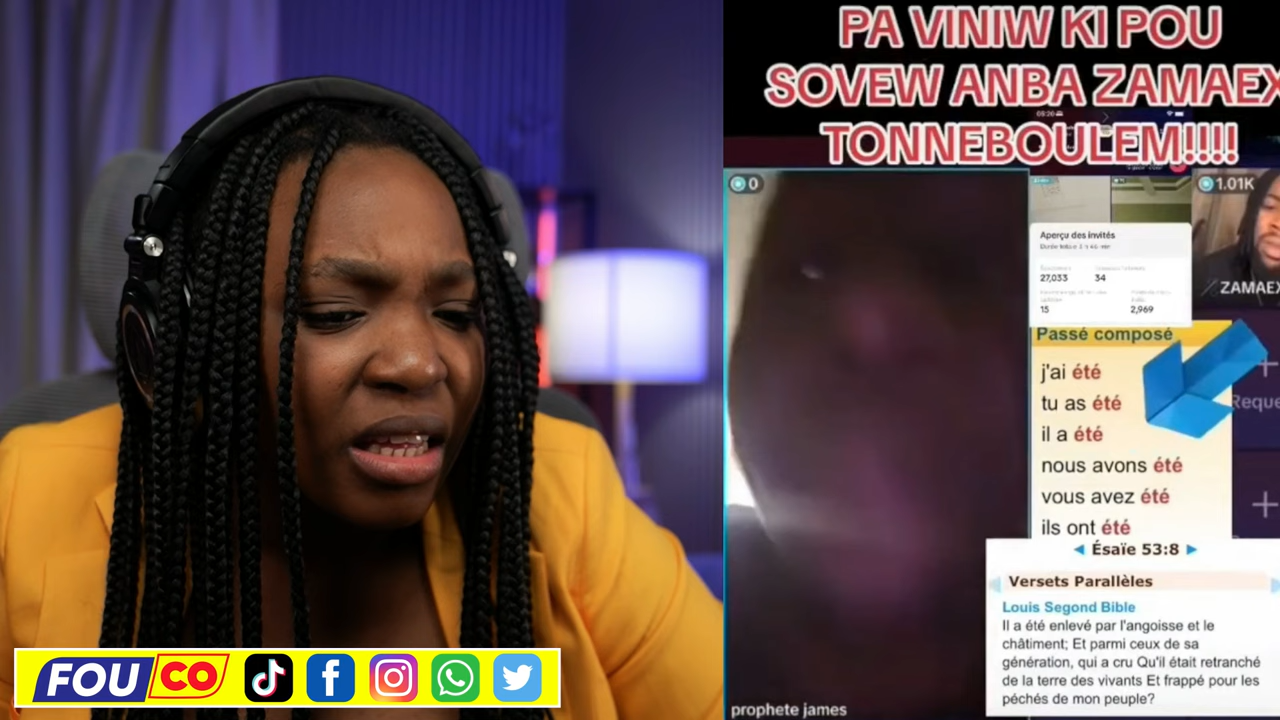 PA VINIW KI POU
SOVEW ANBA ZAMAEX
TONNEBOULEM!!!!
0
1.01K
Aperçu des invités
27,033
34
15
2,969
ZAMAEX
Passé composé
j'ai été
tu as été
il a été
nous avons été
vous avez été
ils ont été
Reque
Ésaïe 53:8
Versets Parallèles
Louis Segond Bible
Il a été enlevé par l'angoisse et le
châtiment; Et parmi ceux de sa
génération, qui a cru Qu'il était retranché
de la terre des vivants Et frappé pour les
péchés de mon peuple?
prophete james
FOUCO